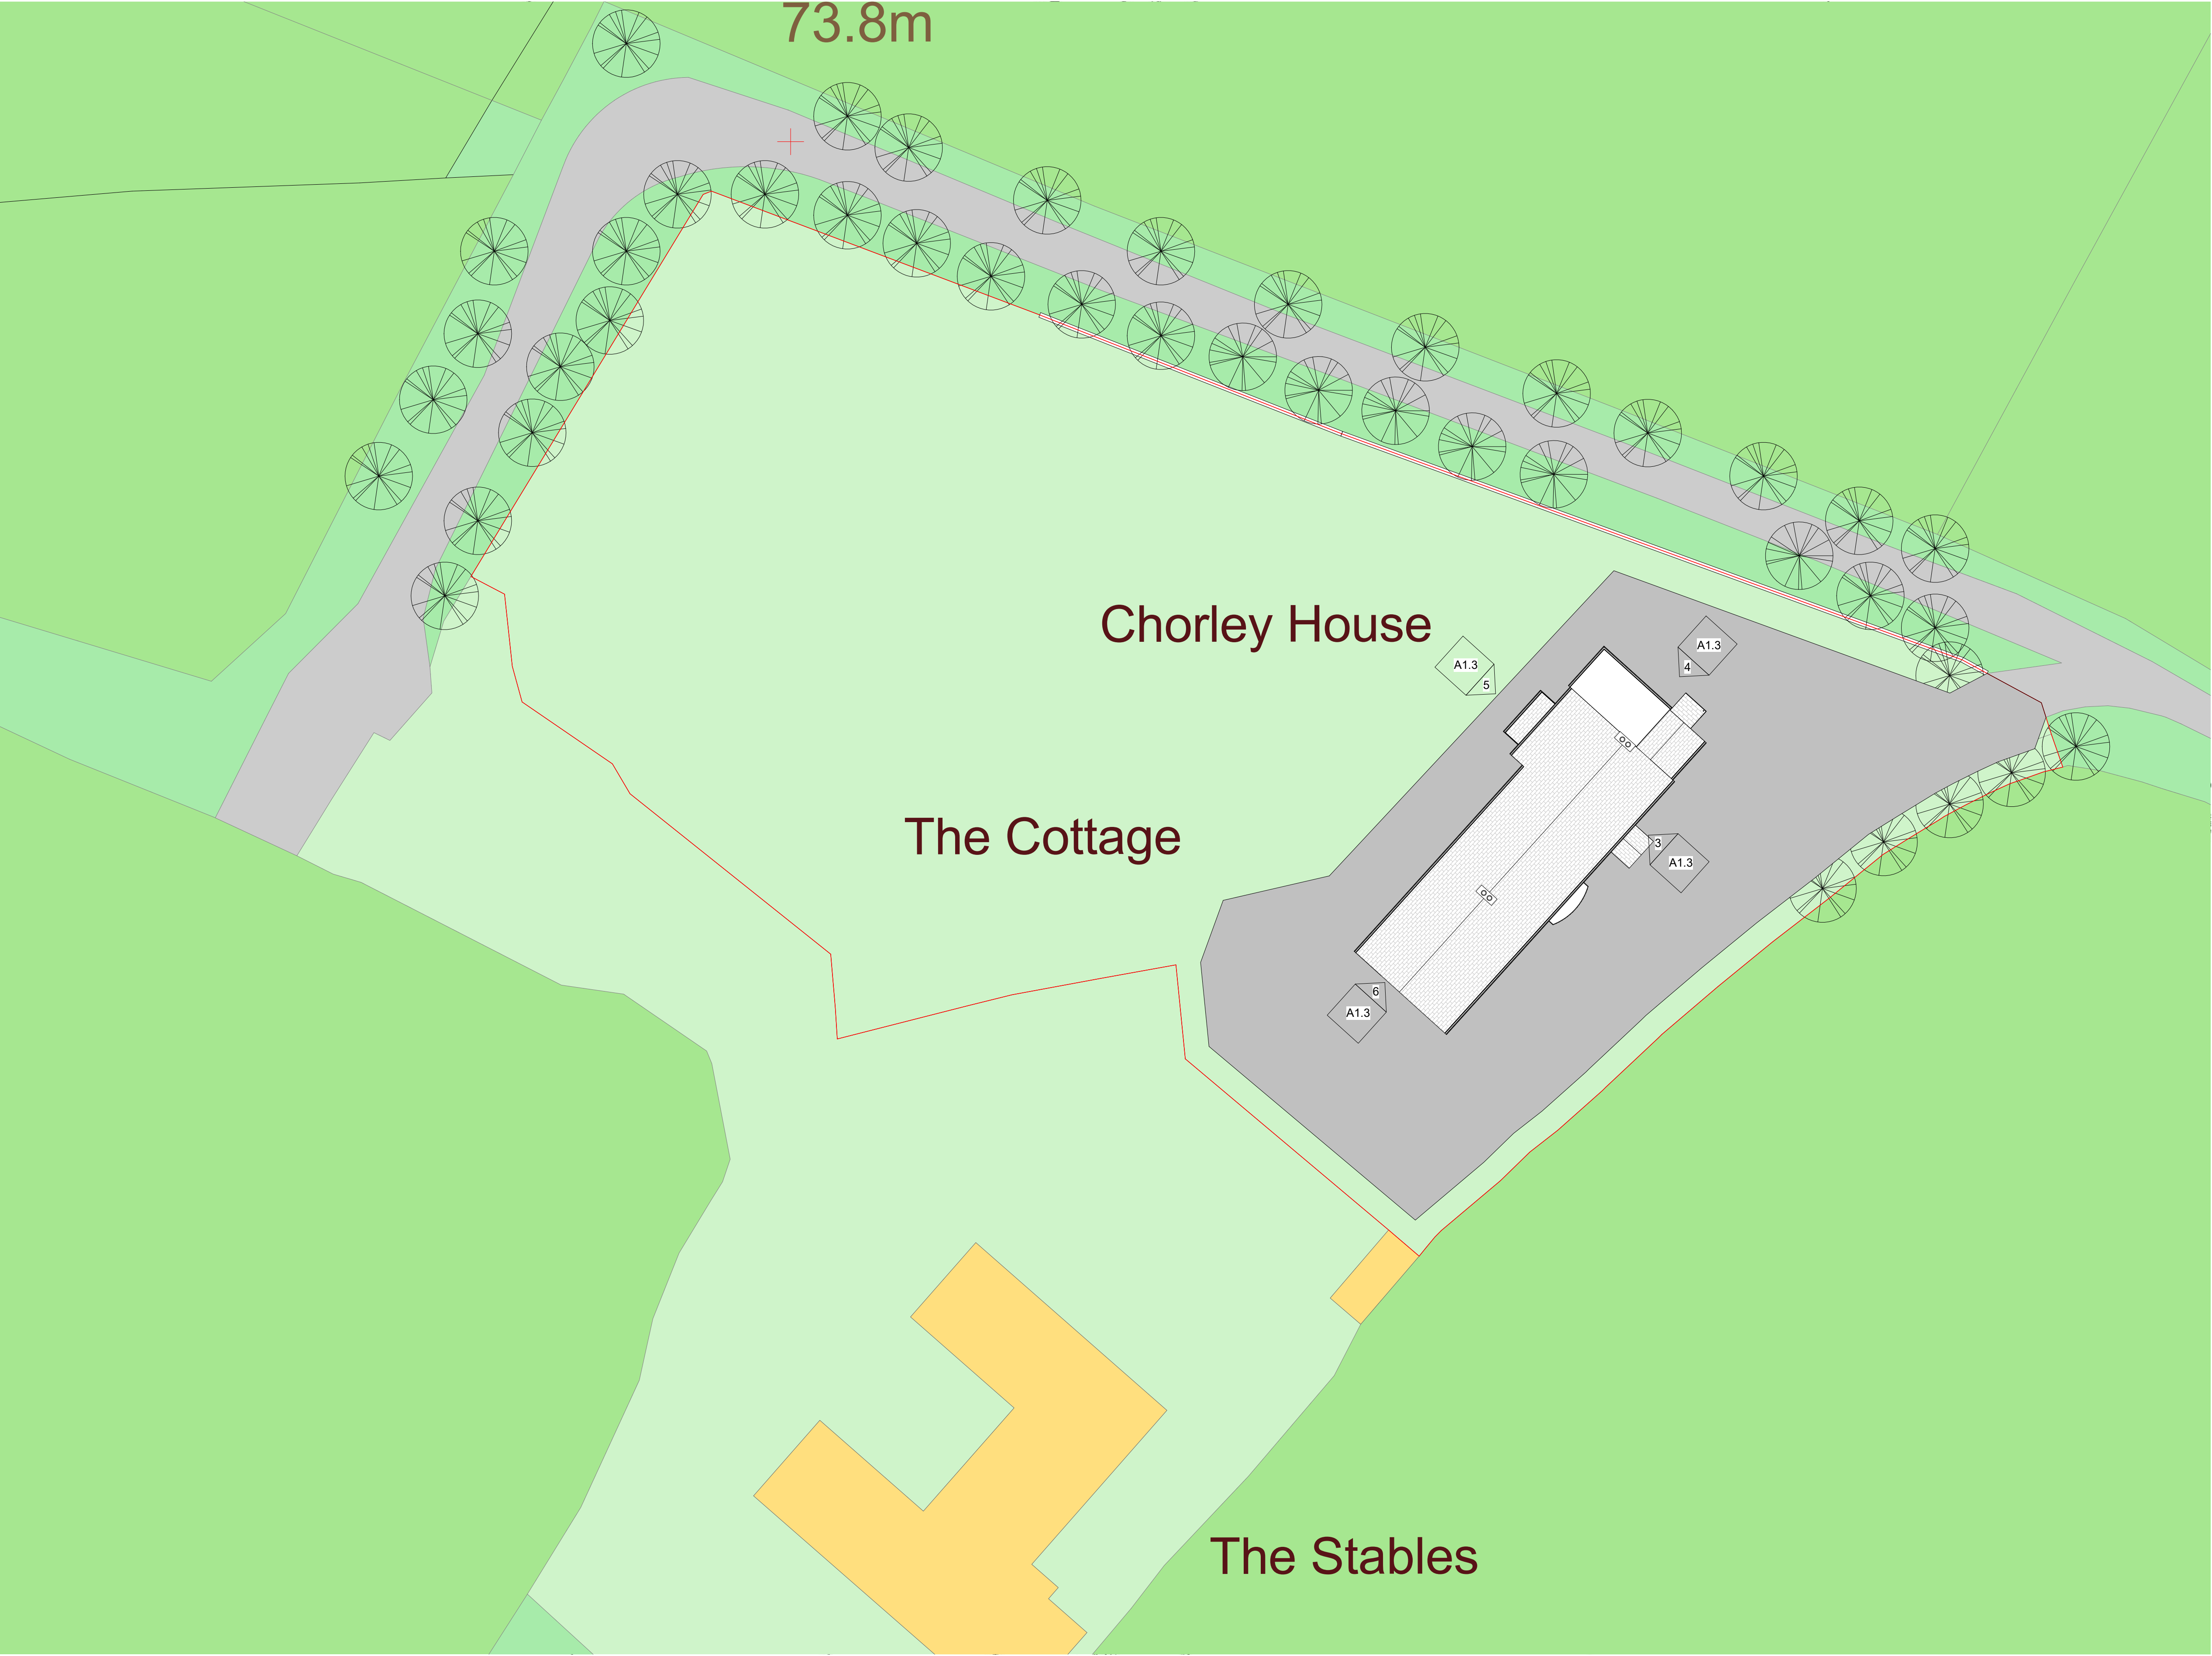 73.8m
Chorley House
A1.3
4
A1.3
5
The Cottage
3
A1.3
6
A1.3
The Stables